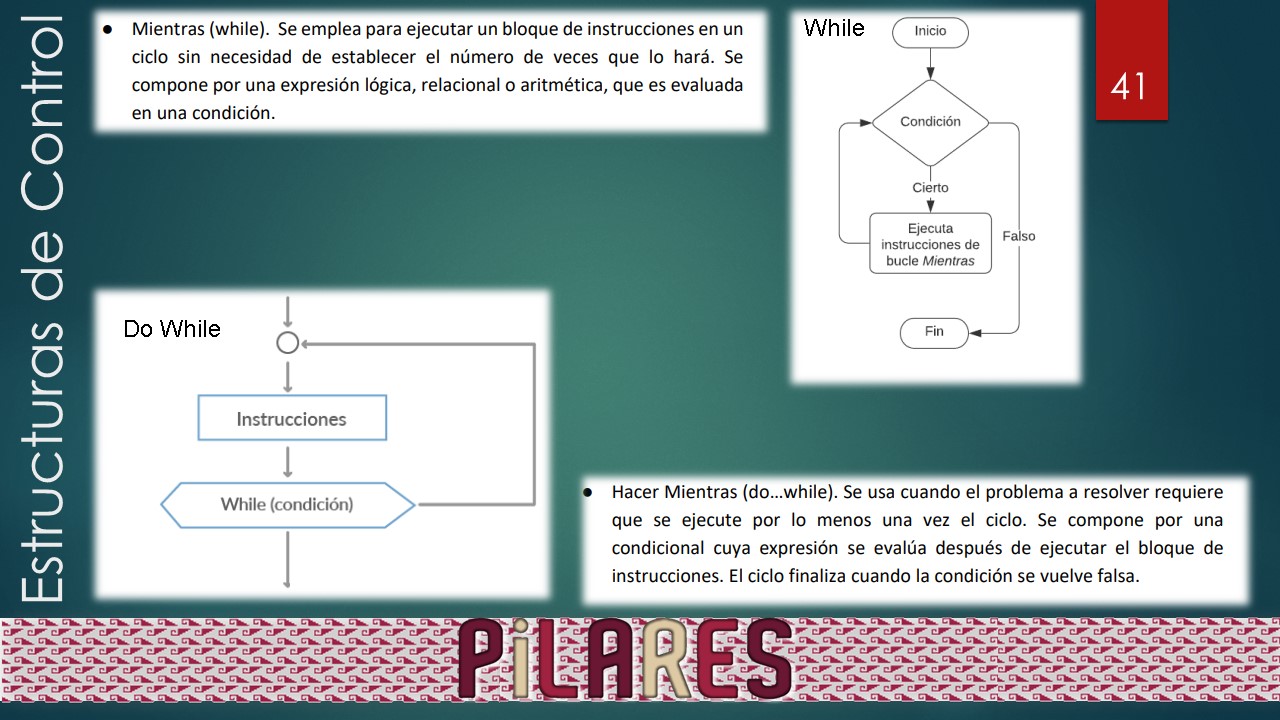 Estructuras de Control
● Mientras (while). Se emplea para ejecutar un bloque de instrucciones en un
ciclo sin necesidad de establecer el número de veces que lo hará. Se
compone por una expresión lógica, relacional o aritmética, que es evaluada
en una condición.
While
Inicio
Condición
Cierto
Ejecuta
instrucciones de
bucle Mientras
Falso
Fin
41
Do While
Instrucciones
While (condición)
● Hacer Mientras (do...while). Se usa cuando el problema a resolver requiere
que se ejecute por lo menos una vez el ciclo. Se compone por una
condicional cuya expresión se evalúa después de ejecutar el bloque de
instrucciones. El ciclo finaliza cuando la condición se vuelve falsa.
PiLARES